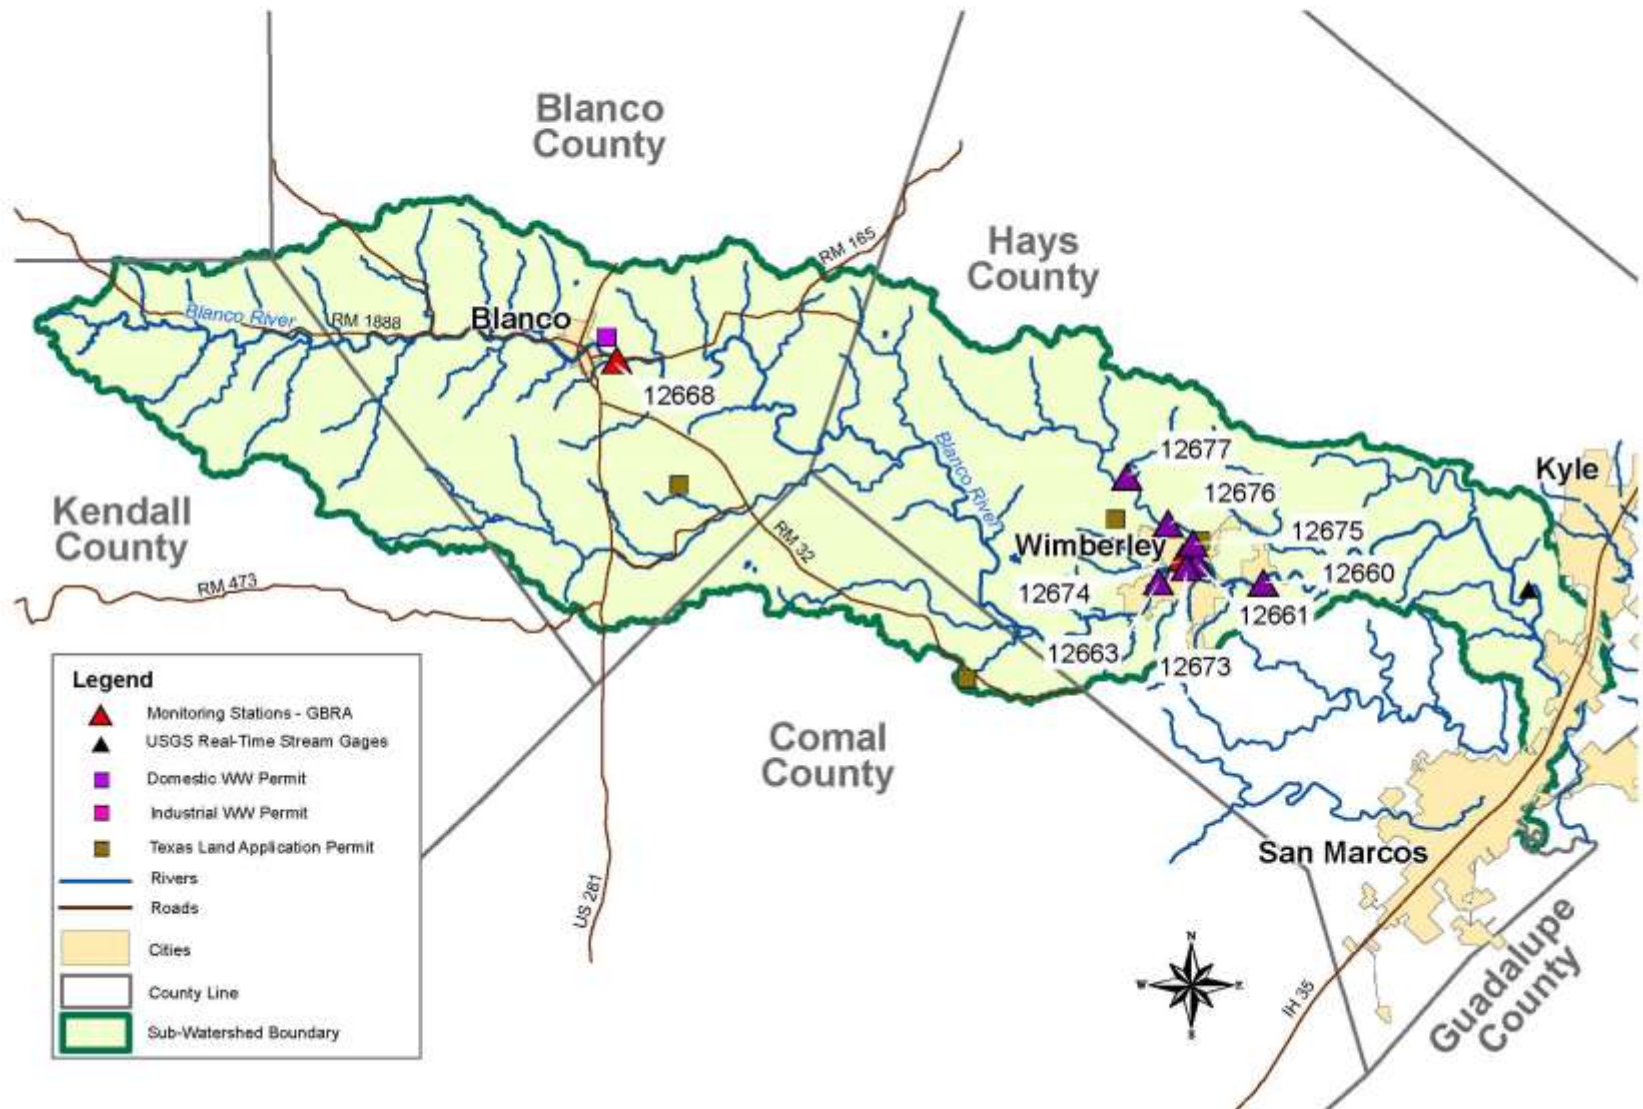 Blanco
County
Hays
County
RM 165
Blanco River
RM 1888
Blanco
12668
Blanco River
12677
12676
Kyle
Kendall
County
RM 32
Wimberley
12675
12660
12674
12661
RM 473
12663
12673
Comal
County
San Marcos
US 281
IH 35
Guadalupe
County
N
W
E
S
Legend
Monitoring Stations - GBRA
USGS Real-Time Stream Gages
Domestic WW Permit
Industrial WW Permit
Texas Land Application Permit
Rivers
Roads
Cities
County Line
Sub-Watershed Boundary